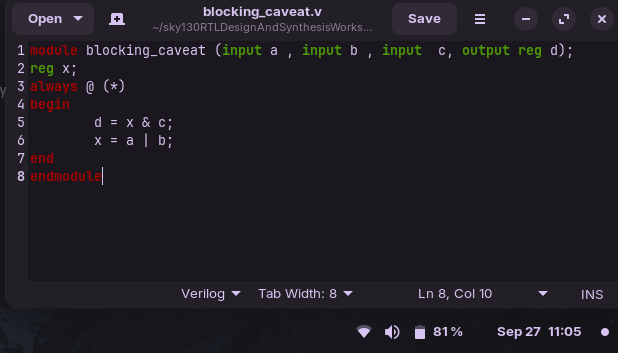 Open
blocking_caveat.v
~/sky130RTLDesignAndSynthesisWorks...
Save
1 module blocking_caveat (input a , input b , input  c, output reg d);
2 reg x;
3 always @ (*)
4 begin
5         d = x & c;
6         x = a | b;
7 end
8 endmodule
Verilog Tab Width: 8 Ln 8, Col 10 INS
81% Sep 27 11:05